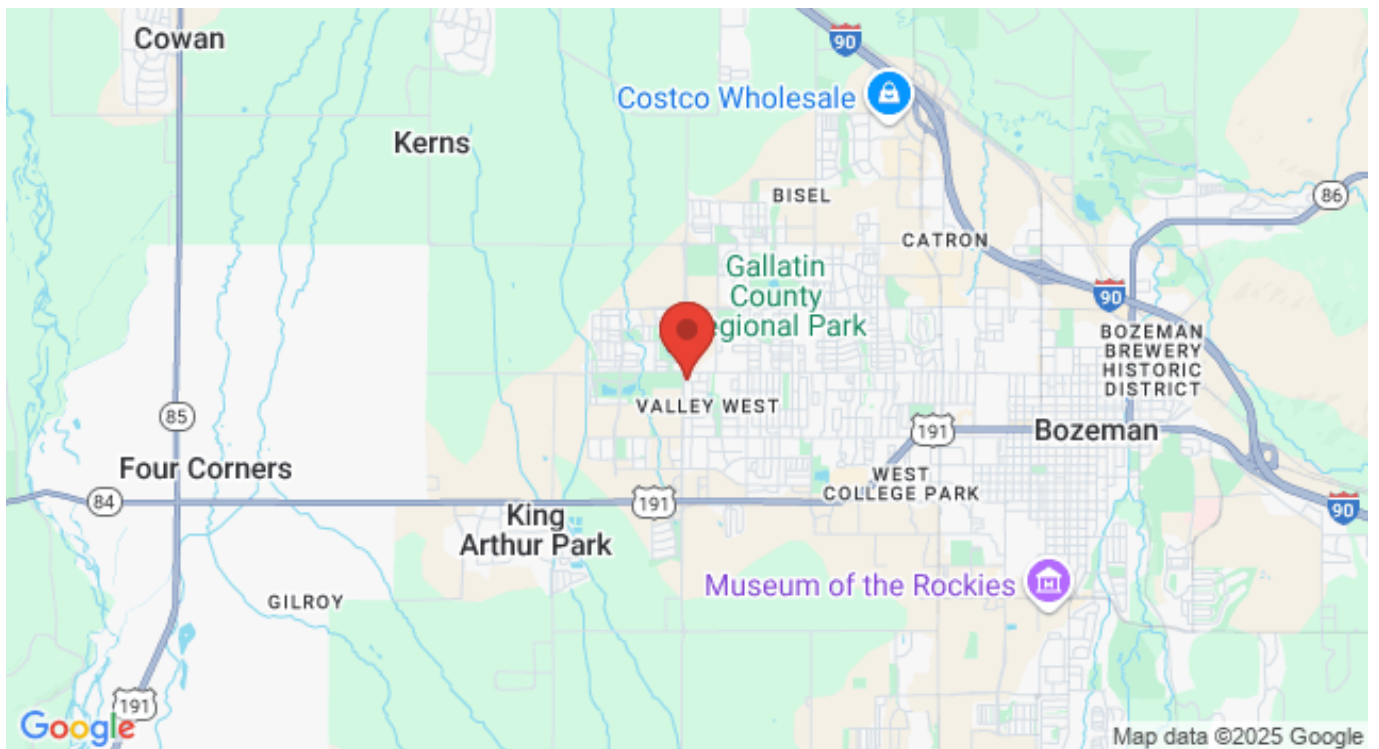 Cowan
90
Costco Wholesale
Kerns
BISEL
86
CATRON
Gallatin
County
egional Park
90
BOZEMAN
BREWERY
HISTORIC
DISTRICT
VALLEY WEST
85
191
Bozeman
Four Corners
WEST
COLLEGE PARK
84
191
90
King
Arthur Park
Museum of the Rockies
GILROY
191
Google
Map data ©2025 Google